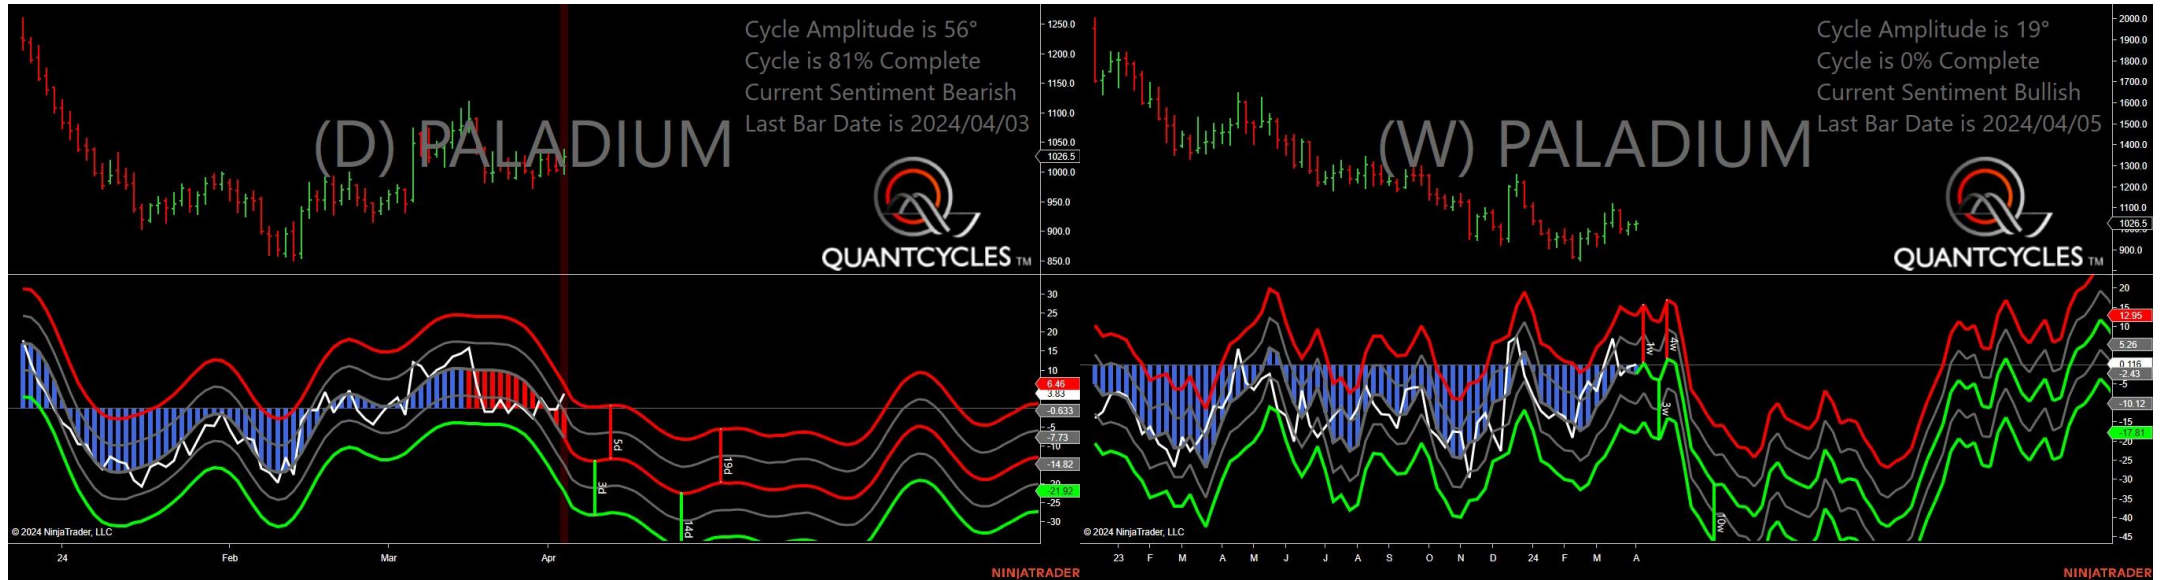 Cycle Amplitude is 56°
Cycle is 81% Complete
Current Sentiment Bearish
Last Bar Date is 2024/04/03
(D) PALADIUM
QUANTCYCLES TM
1250.0
1200.0
1150.0
1100.0
1050.0
1026.5
1000.0
950.0
900.0
850.0
30
25
20
15
10
6.46
3.83
-0.633
-5
-7.73
-10
-14.82
-20
-21.92
-25
-30
5d
3d
19d
14d
© 2024 NinjaTrader, LLC
24 Feb Mar Apr
NINJATRADER
Cycle Amplitude is 19°
Cycle is 0% Complete
Current Sentiment Bullish
Last Bar Date is 2024/04/05
(W) PALADIUM
QUANTCYCLES TM
2000.0
1800.0
1700.0
1600.0
1500.0
1400.0
1300.0
1200.0
1100.0
1026.5
900.0
20
15
12.95
10
5.26
0.116
-2.43
-5
-10.12
-15
-17.81
-20
-25
-30
-35
-40
-45
1w
4w
3w
10w
© 2024 NinjaTrader, LLC
23 F M A M J J A S O N D 24 F M A
NINJATRADER